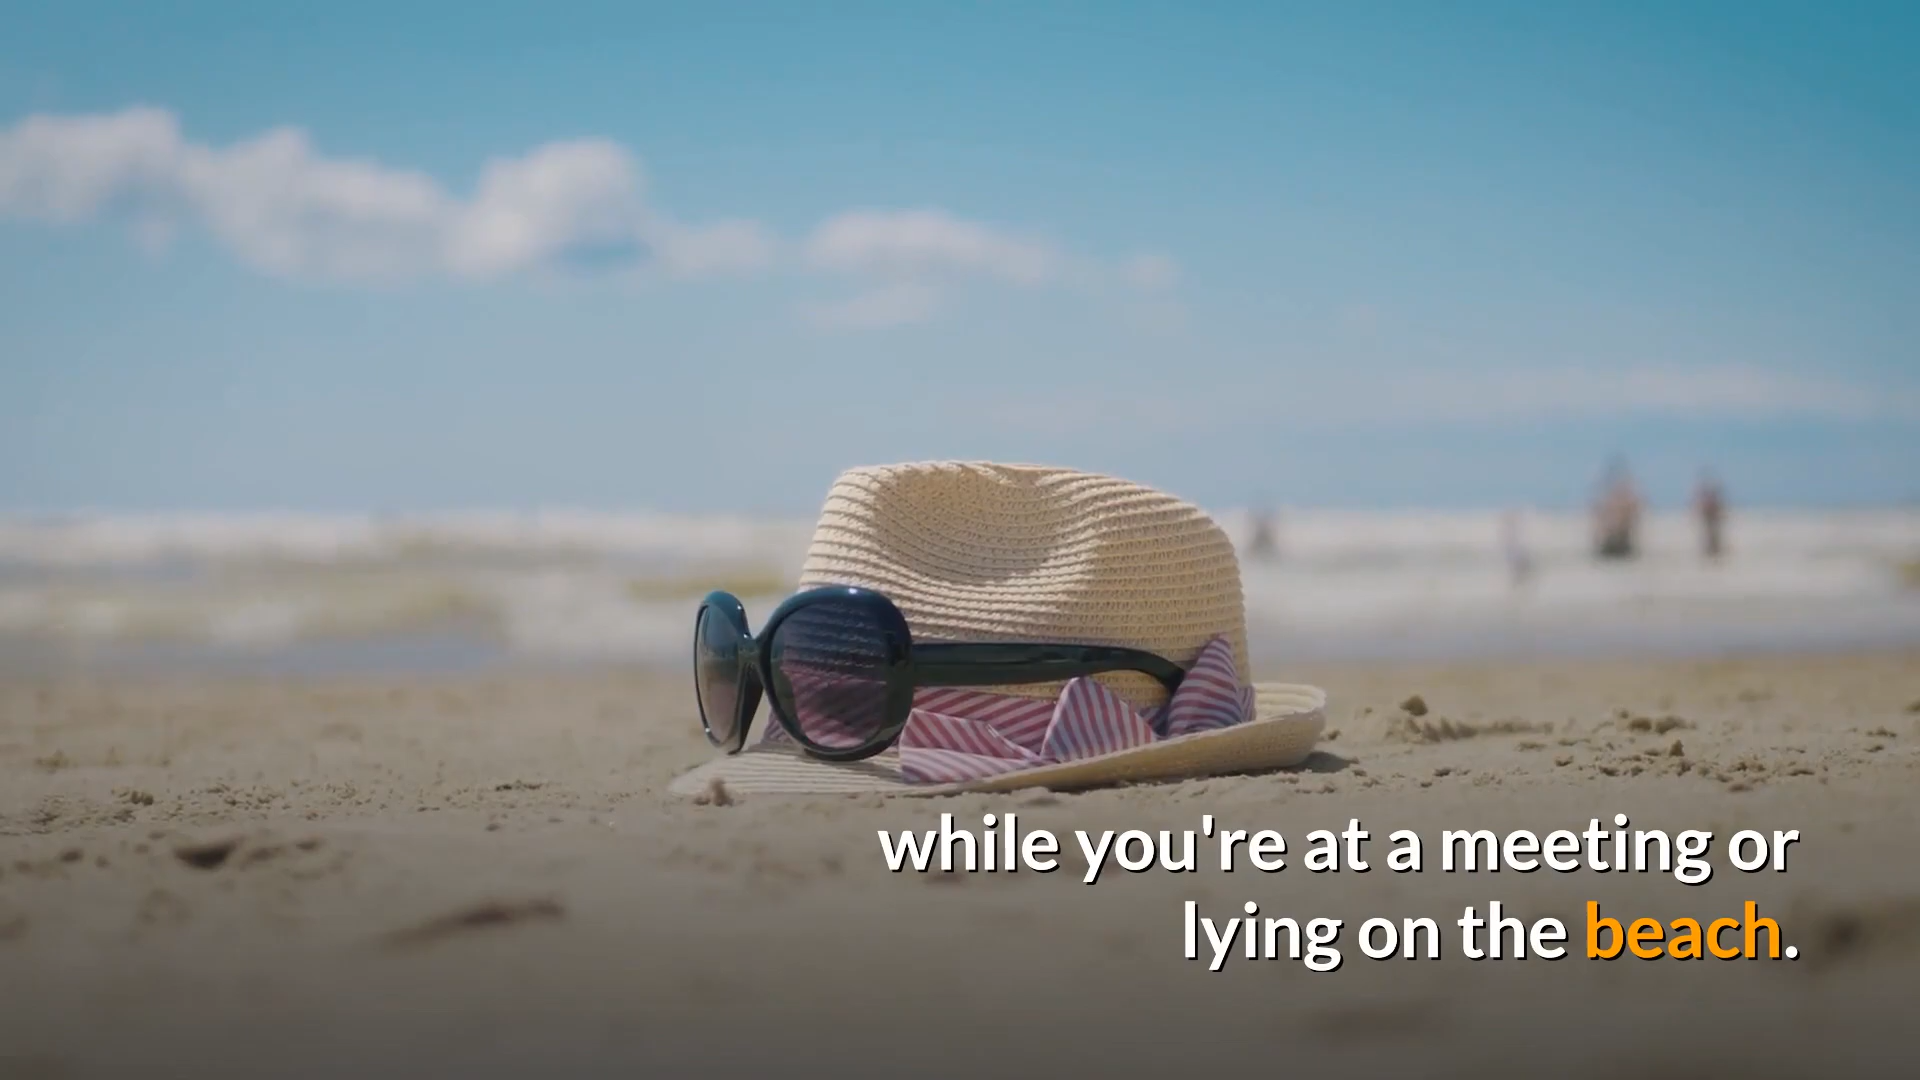 while you're at a meeting or
lying on the beach.